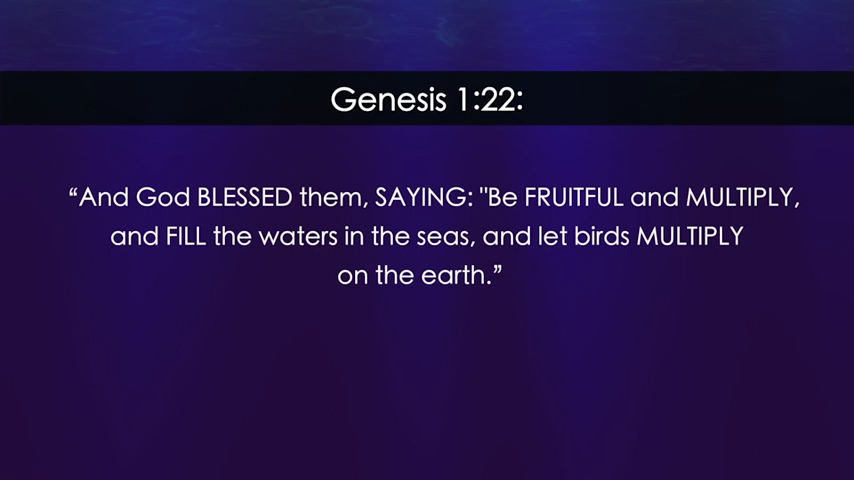 Genesis 1:22:
“And God BLESSED them, SAYING: "Be FRUITFUL and MULTIPLY,
and FILL the waters in the seas, and let birds MULTIPLY
on the earth.”